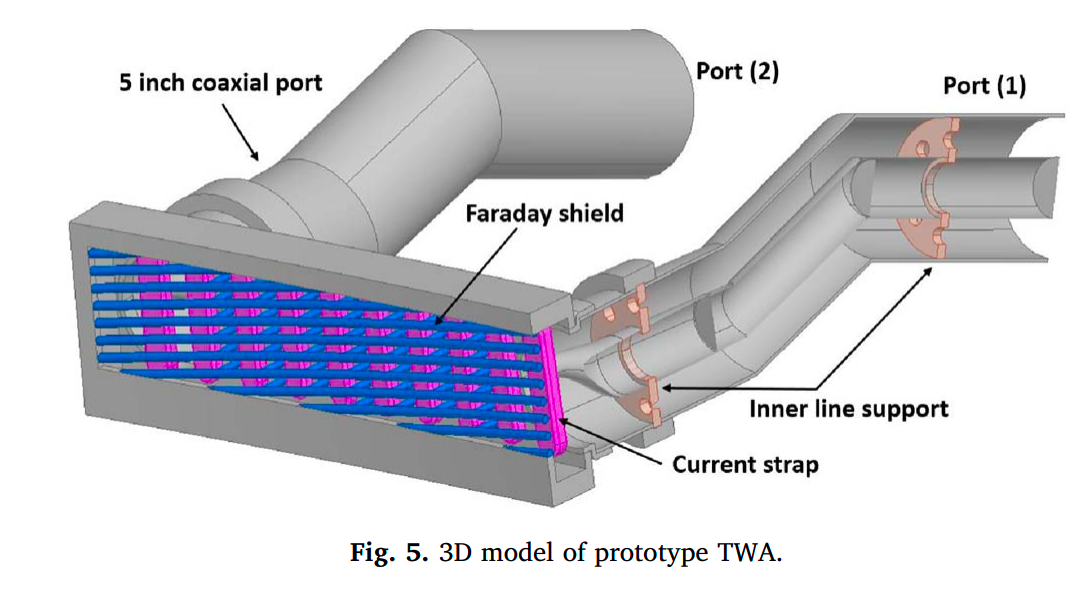 Port (2)
5 inch coaxial port
Port (1)
Faraday shield
Inner line support
Current strap
Fig. 5. 3D model of prototype TWA.